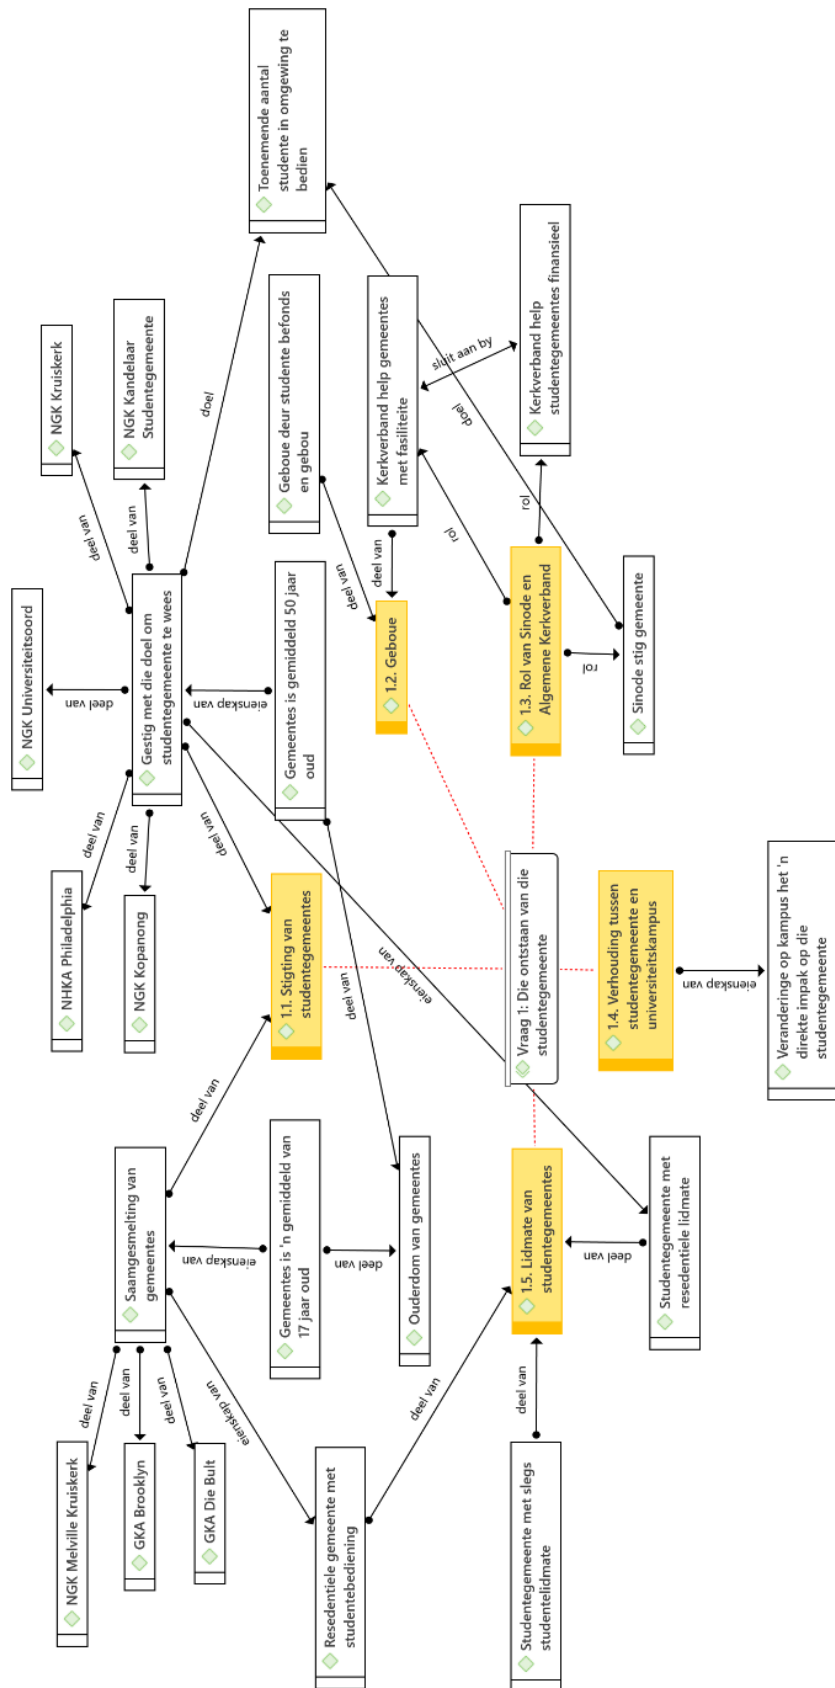 NGK Melville Kruiskerk
NHKA Philadelphia
NGK Universiteitsoord
NGK Kruiskerk
deel van
deel van
deel van
deel van
GKA Brooklyn
deel van
Saamgesmelting van
gemeentes
NGK Kopanong
deel van
Gestig met die doel om
studentegemeente te wees
deel van
NGK Kandelaar
Studentegemeente
GKA Die Bult
deel van
eienskap van
eienskap van
deel van
deel van
eienskap van
doel
Toenemende aantal
studente in omgewing te
bedien
Gemeentes is 'n gemiddeld van
17 jaar oud
1.1. Stigting van
studentegemeentes
Gemeentes is gemiddeld 50 jaar
oud
Geboue deur studente befonds
en gebou
Resedentiele gemeente met
studentebediening
deel van
deel van
eienskap van
deel van
Ouderdom van gemeentes
1.2. Geboue
deel van
Kerkverband help gemeentes
met fasiliteite
deel van
rol
doel
sluit aan by
Studentegemeente met slegs
studentelidmate
deel van
1.5. Lidmate van
studentegemeentes
Vraag 1: Die ontstaan van die
studentegemeente
1.3. Rol van Sinode en
Algemene Kerkverband
rol
Kerkverband help
studentegemeentes finansieel
deel van
rol
Studentegemeente met
resedentiele lidmate
1.4. Verhouding tussen
studentegemeente en
universiteitskampus
Sinode stig gemeente
eienskap van
Veranderinge op kampus het 'n
direkte impak op die
studentegemeente